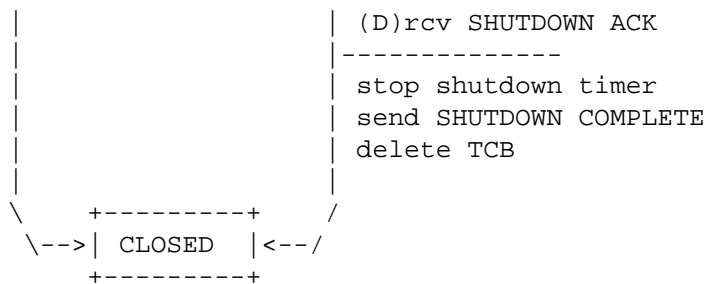 |                    | (D)rcv SHUTDOWN ACK
|                    |--------------
|                    | stop shutdown timer
|                    | send SHUTDOWN COMPLETE
|                    | delete TCB
|                    |
\    +---------+    /
 \-->| CLOSED  |<--/
     +---------+